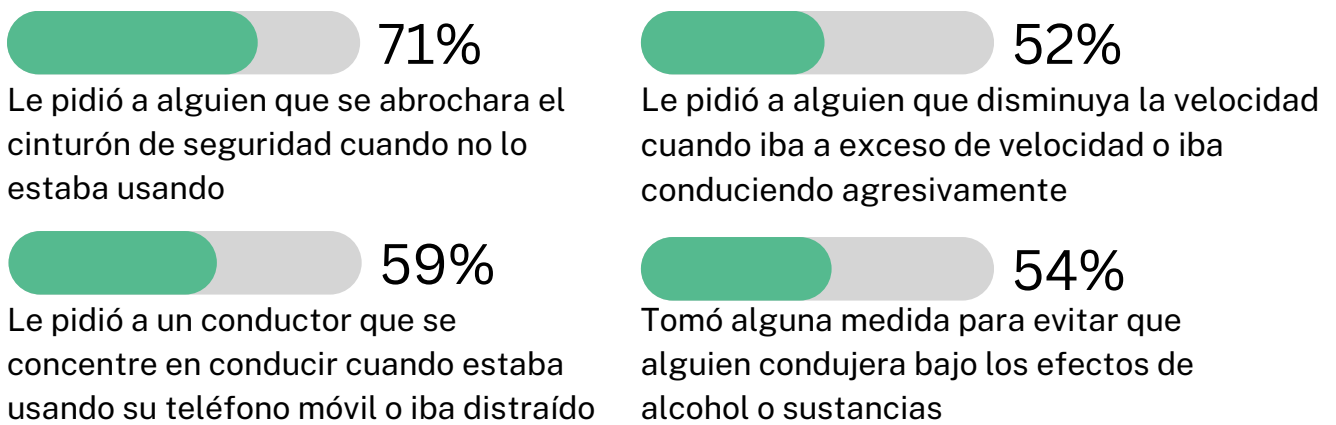 71%
Le pidió a alguien que se abrochara el
cinturón de seguridad cuando no lo
estaba usando
52%
Le pidió a alguien que disminuya la velocidad
cuando iba a exceso de velocidad o iba
conduciendo agresivamente
59%
Le pidió a un conductor que se
concentre en conducir cuando estaba
usando su teléfono móvil o iba distraído
54%
Tomó alguna medida para evitar que
alguien condujera bajo los efectos de
alcohol o sustancias